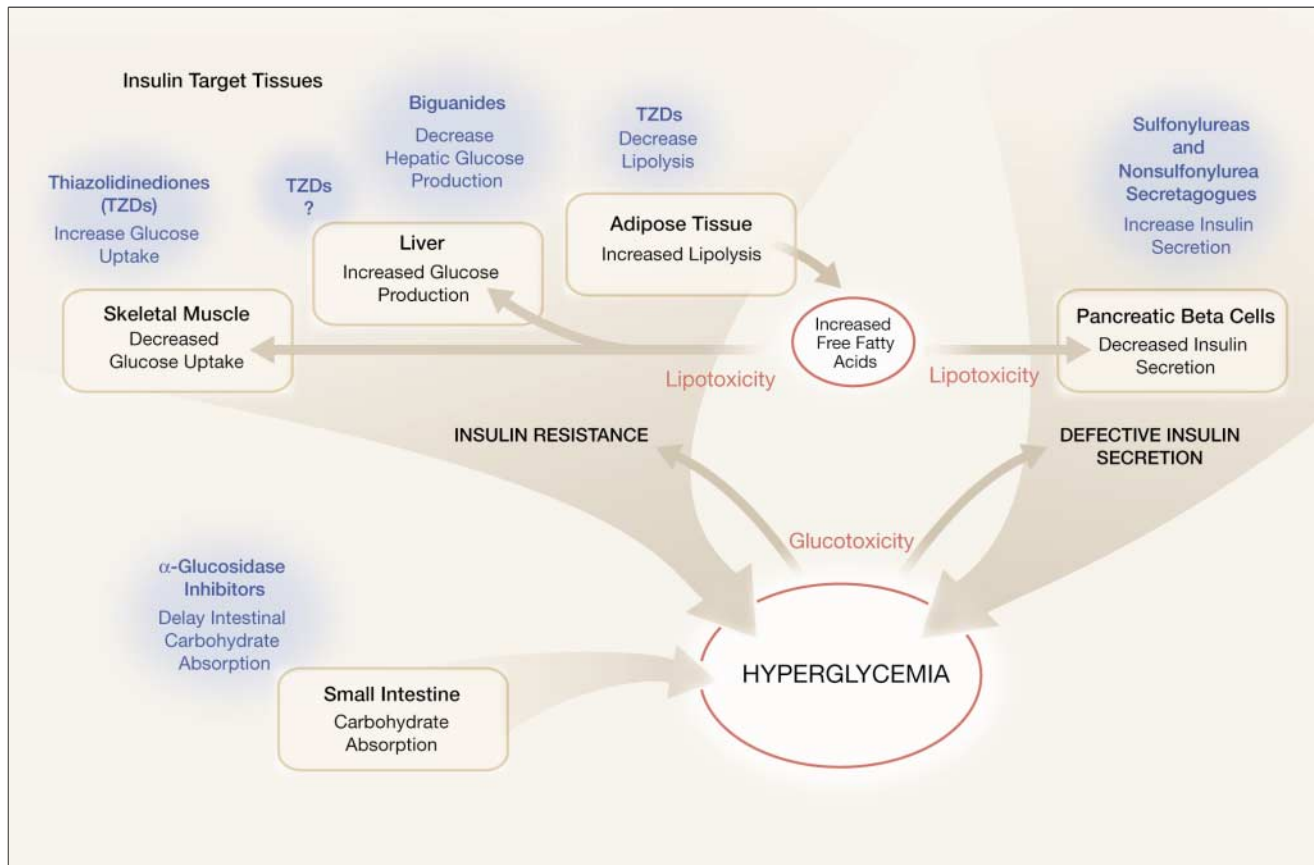 Insulin Target Tissues
Biguanides
Decrease
Hepatic Glucose
Production
TZDs
Decrease
Lipolysis
Sulfonylureas
and
Nonsulfonylurea
Secretagogues
Increase Insulin
Secretion
Thiazolidinediones
(TZDs)
Increase Glucose
Uptake
TZDs
?
Liver
Increased Glucose
Production
Adipose Tissue
Increased Lipolysis
Skeletal Muscle
Decreased
Glucose Uptake
Increased
Free Fatty
Acids
Pancreatic Beta Cells
Decreased Insulin
Secretion
Lipotoxicity
Lipotoxicity
INSULIN RESISTANCE
DEFECTIVE INSULIN
SECRETION
Glucotoxicity
α-Glucosidase
Inhibitors
Delay Intestinal
Carbohydrate
Absorption
Small Intestine
Carbohydrate
Absorption
HYPERGLYCEMIA